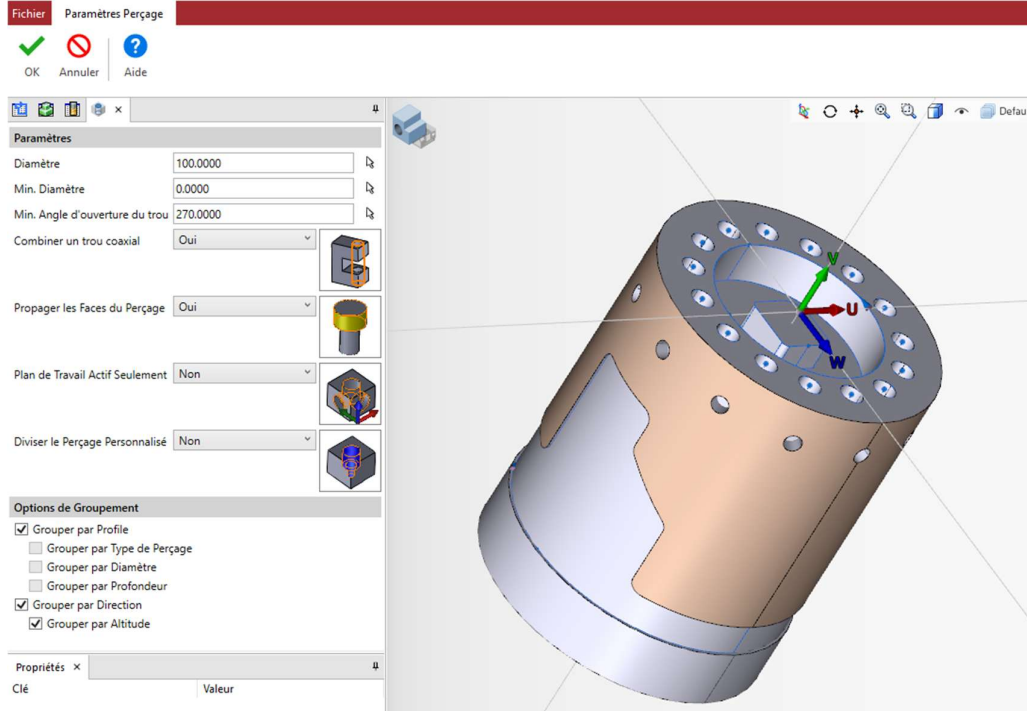 Fichier Paramètres Perçage
OK Annuler Aide
Defau
Paramètres
Diamètre 100.0000
Min. Diamètre 0.0000
Min. Angle d'ouverture du trou 270.0000
Combiner un trou coaxial Oui
Propager les Faces du Perçage Oui
Plan de Travail Actif Seulement Non
Diviser le Perçage Personnalisé Non
Options de Groupement
Grouper par Profile
Grouper par Type de Perçage
Grouper par Diamètre
Grouper par Profondeur
Grouper par Direction
Grouper par Altitude
Propriétés
Clé Valeur
V
U
W